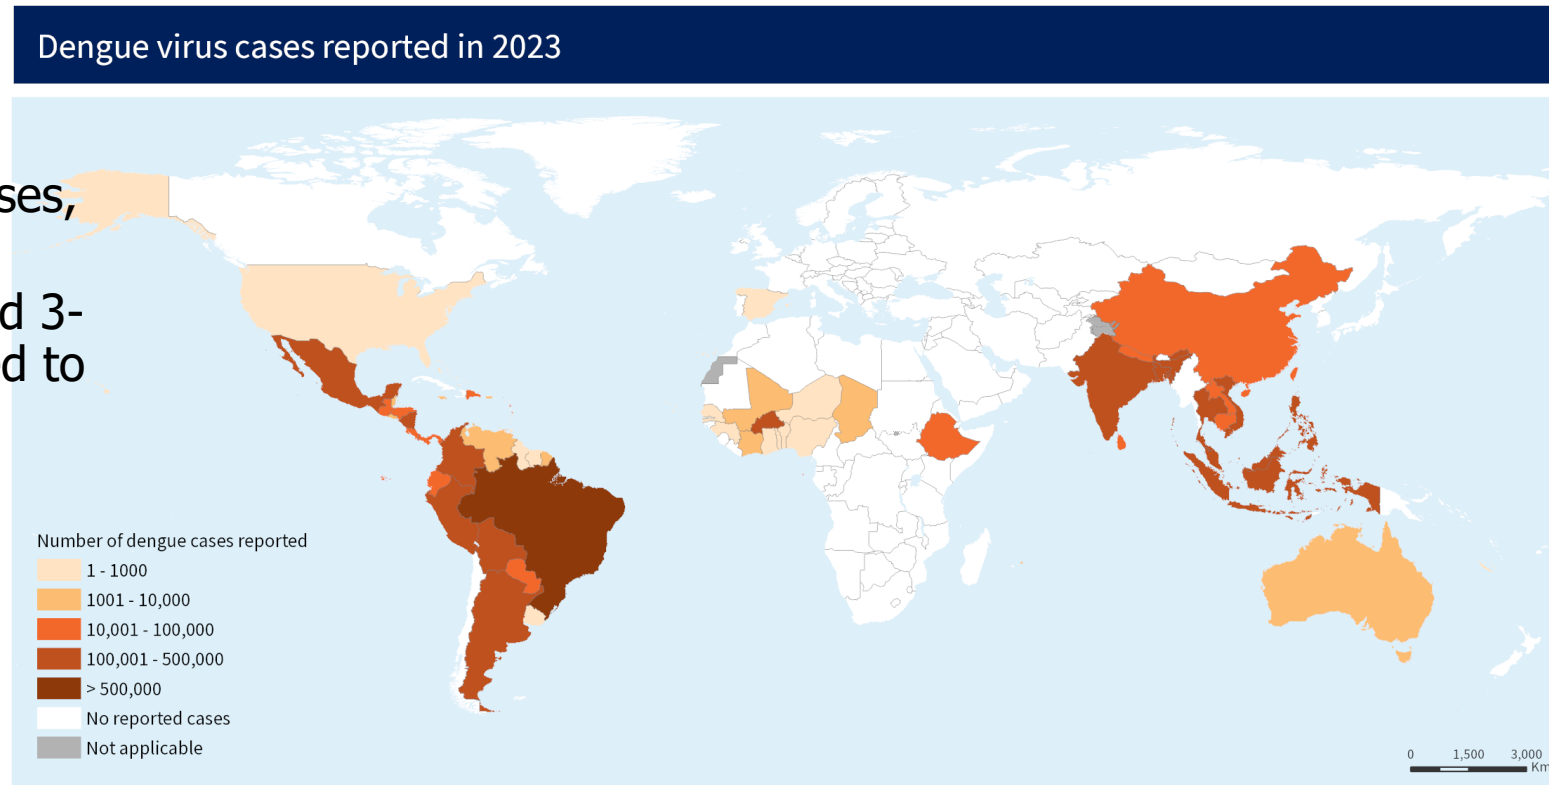 Dengue virus cases reported in 2023
ses,
d 3-
d to
Number of dengue cases reported
1 - 1000
1001 - 10,000
10,001 - 100,000
100,001 - 500,000
> 500,000
No reported cases
Not applicable
0 1,500 3,000
Km